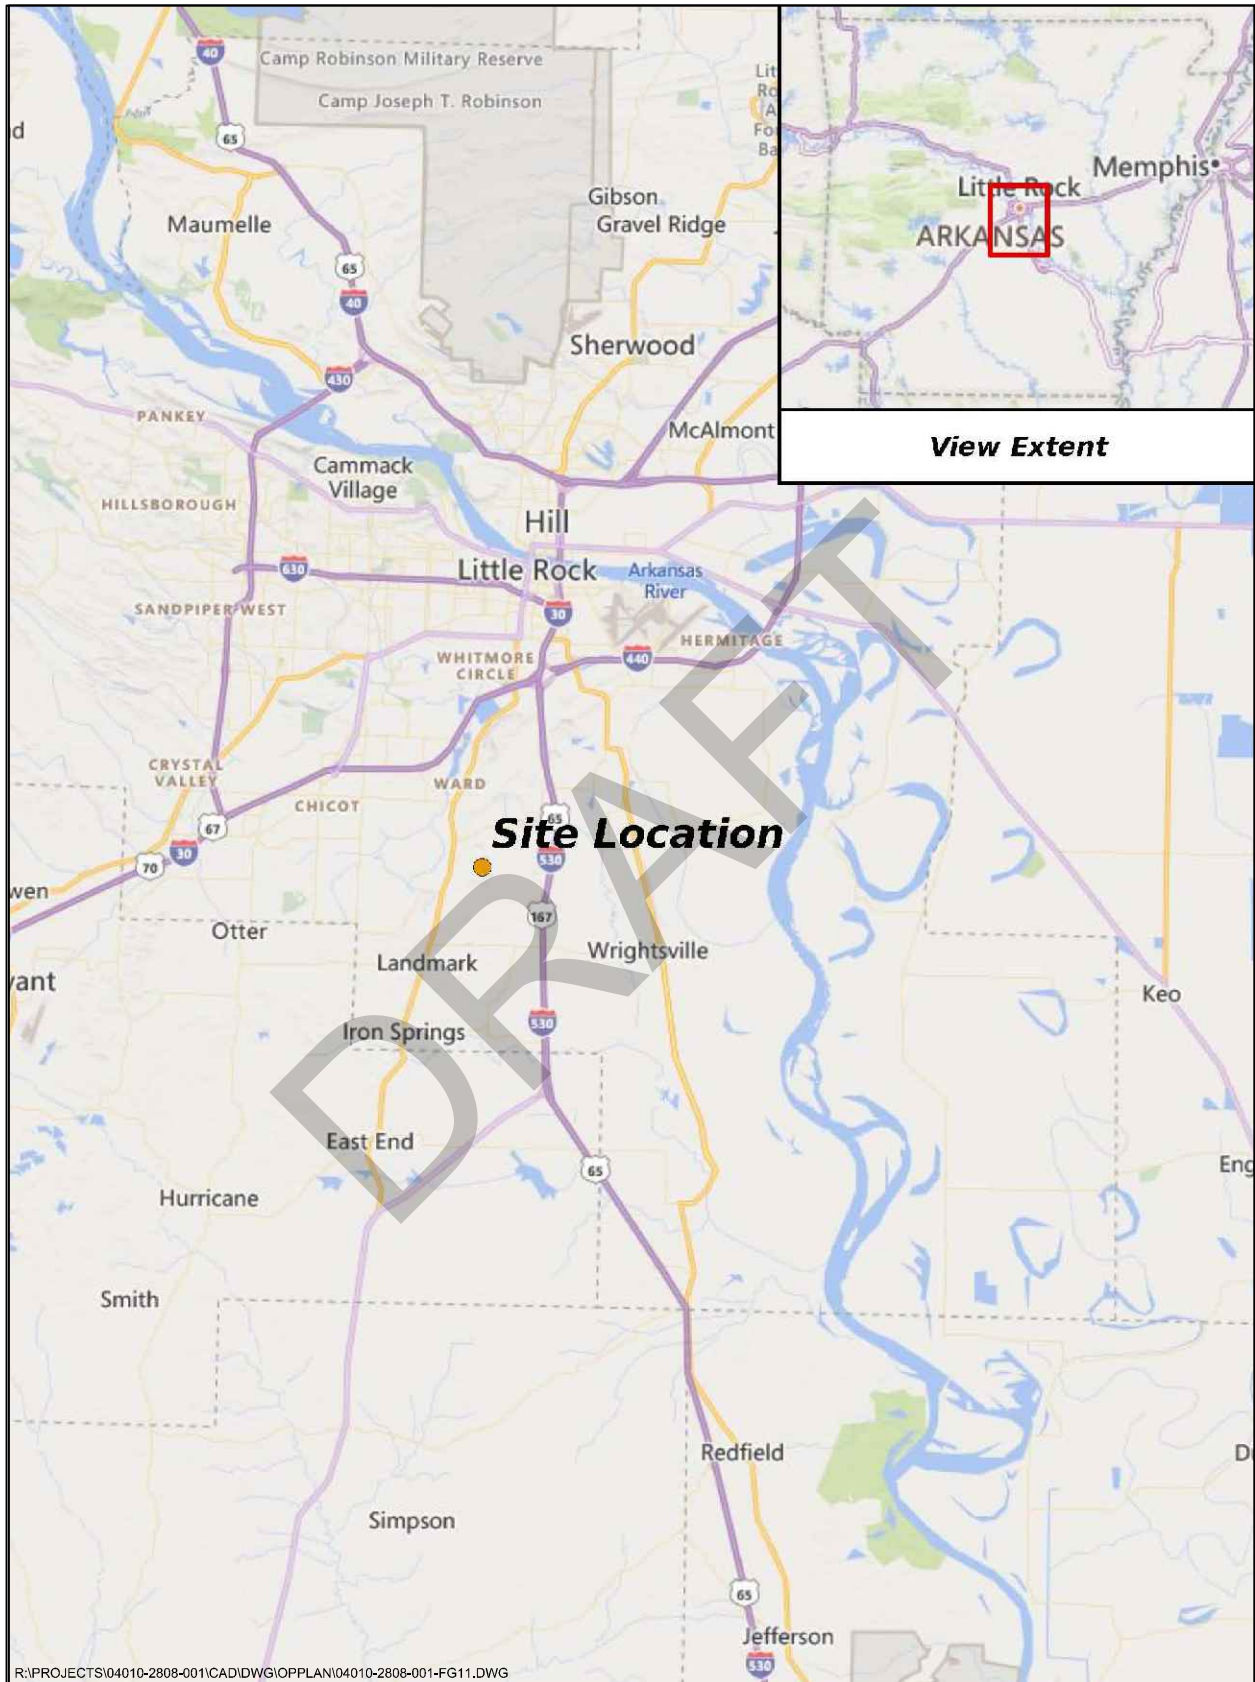 40
Camp Robinson Military Reserve
Camp Joseph T. Robinson
65
Gibson
Gravel Ridge
Maumelle
65
40
Sherwood
430
PANKEY
McAlmont
Cammack
Village
HILLSBOROUGH
Hill
Little Rock
630
Arkansas
River
SANDPIPER WEST
30
HERMITAGE
WHITMORE
CIRCLE
440
CRYSTAL
VALLEY
WARD
CHICOT
67
65
Site Location
30
70
530
wen
167
Otter
Landmark
Wrightsville
vant
Keo
Iron Springs
530
East End
65
Eng
Hurricane
Smith
Redfield
Simpson
65
Jefferson
530
DRAFT
Memphis
Little Rock
ARKANSAS
View Extent
R:\PROJECTS\04010-2808-001\CAD\DWG\OPPLAN\04010-2808-001-FG11.DWG